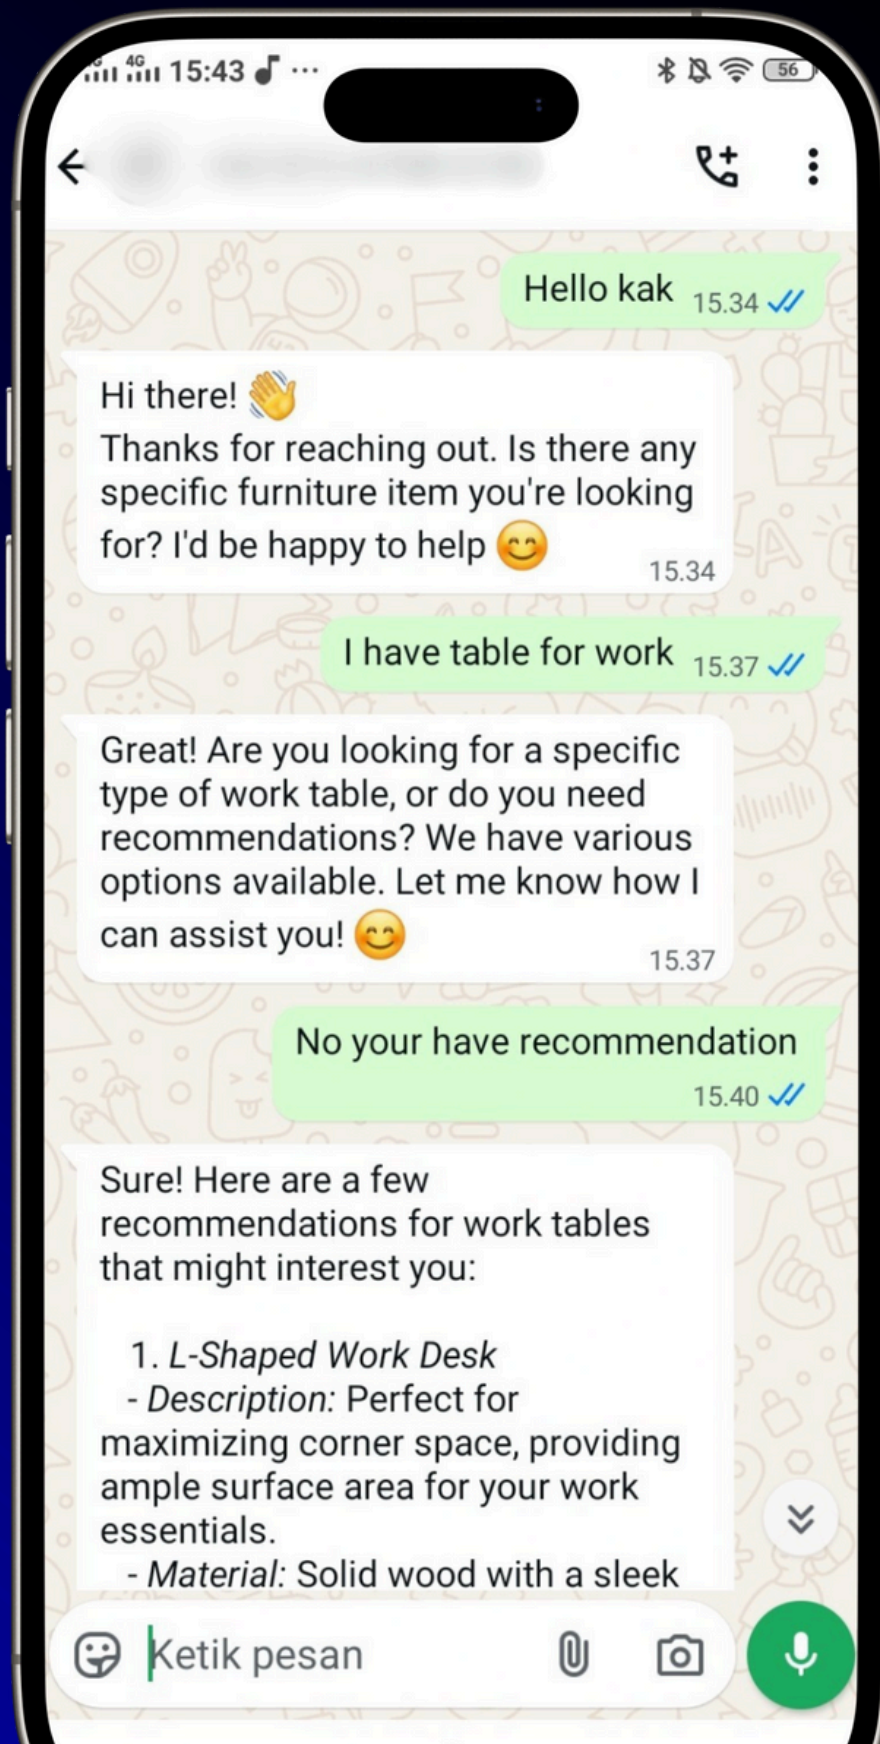 4G 15:43 ...
56
Hello kak 15.34
Hi there! 👋
Thanks for reaching out. Is there any
specific furniture item you're looking
for? I'd be happy to help 😊
15.34
I have table for work 15.37
Great! Are you looking for a specific
type of work table, or do you need
recommendations? We have various
options available. Let me know how I
can assist you! 😊
15.37
No your have recommendation
15.40
Sure! Here are a few
recommendations for work tables
that might interest you:
1. L-Shaped Work Desk
- Description: Perfect for
maximizing corner space, providing
ample surface area for your work
essentials.
- Material: Solid wood with a sleek
Ketik pesan